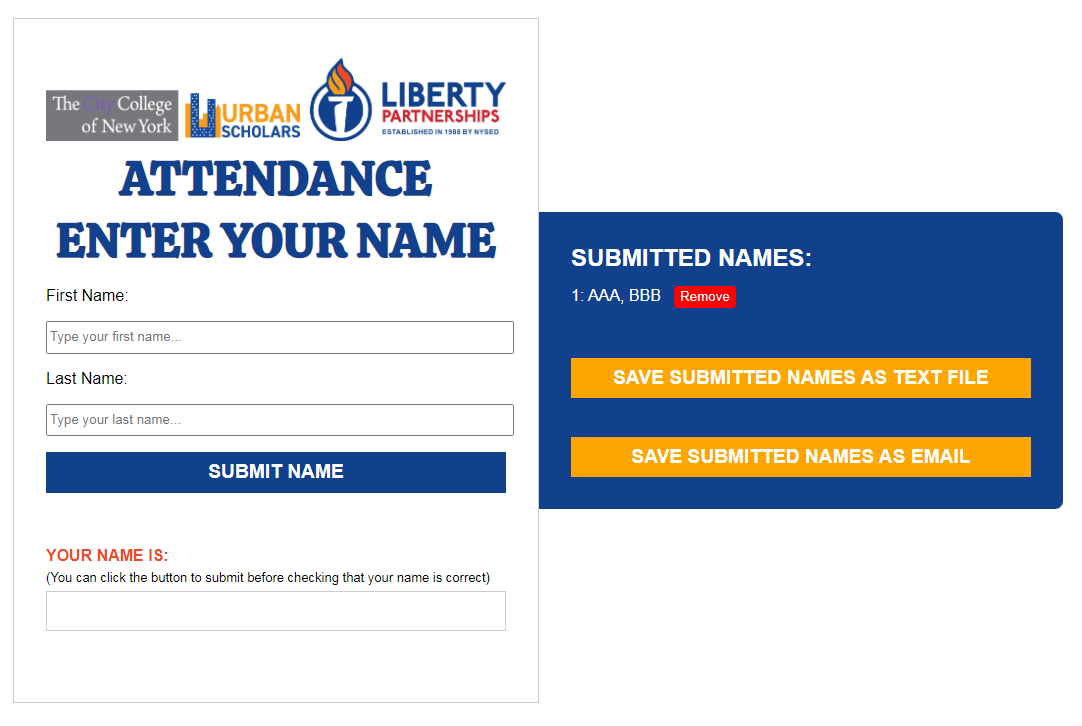 The City College
of New York
URBAN
SCHOLARS
LIBERTY
PARTNERSHIPS
ESTABLISHED IN 1988 BY NYSED
ATTENDANCE
ENTER YOUR NAME
First Name:
Type your first name...
Last Name:
Type your last name...
SUBMIT NAME
YOUR NAME IS:
(You can click the button to submit before checking that your name is correct)
SUBMITTED NAMES:
1: AAA, BBB Remove
SAVE SUBMITTED NAMES AS TEXT FILE
SAVE SUBMITTED NAMES AS EMAIL